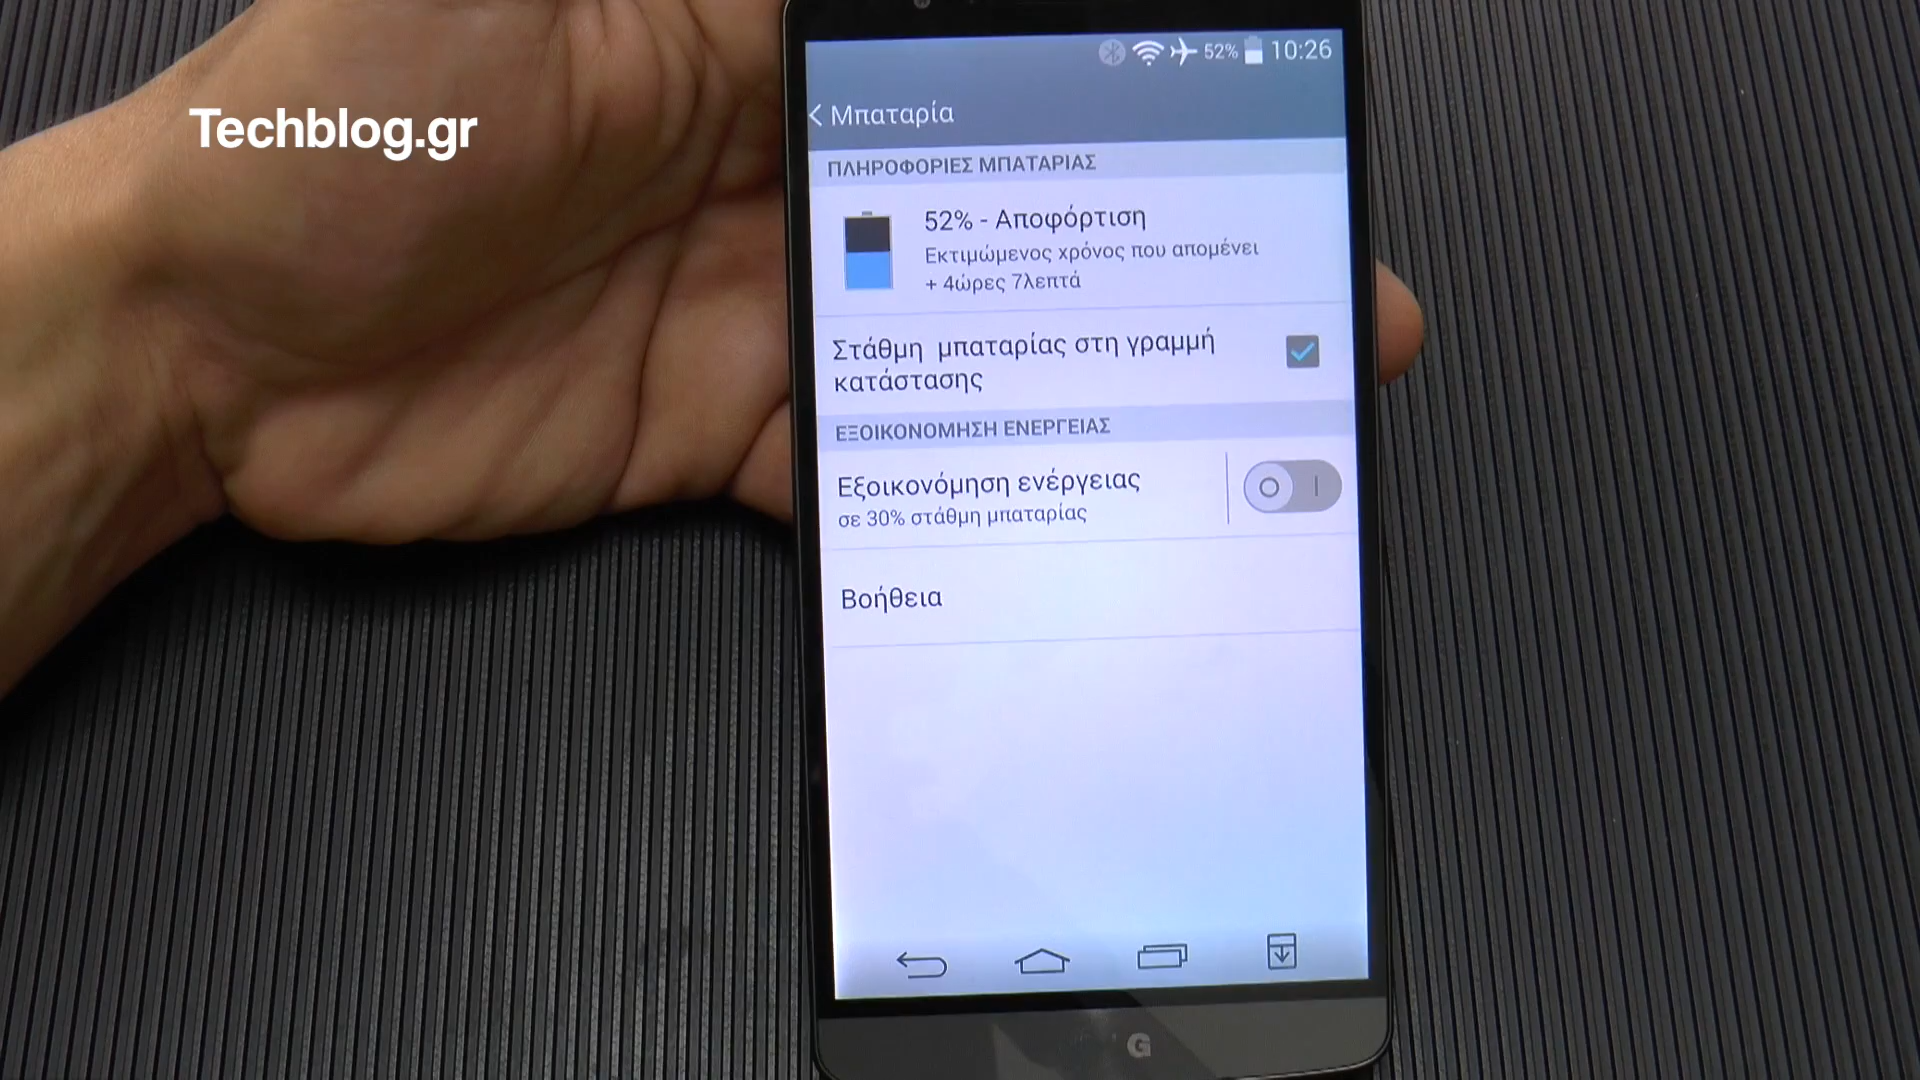 Techblog.gr
52% 10:26
< Μπαταρία
ΠΛΗΡΟΦΟΡΙΕΣ ΜΠΑΤΑΡΙΑΣ
52% - Αποφόρτιση
Εκτιμώμενος χρόνος που απομένει
+ 4ώρες 7λεπτά
Στάθμη μπαταρίας στη γραμμή
κατάστασης
ΕΞΟΙΚΟΝΟΜΗΣΗ ΕΝΕΡΓΕΙΑΣ
Εξοικονόμηση ενέργειας
σε 30% στάθμη μπαταρίας
Βοήθεια